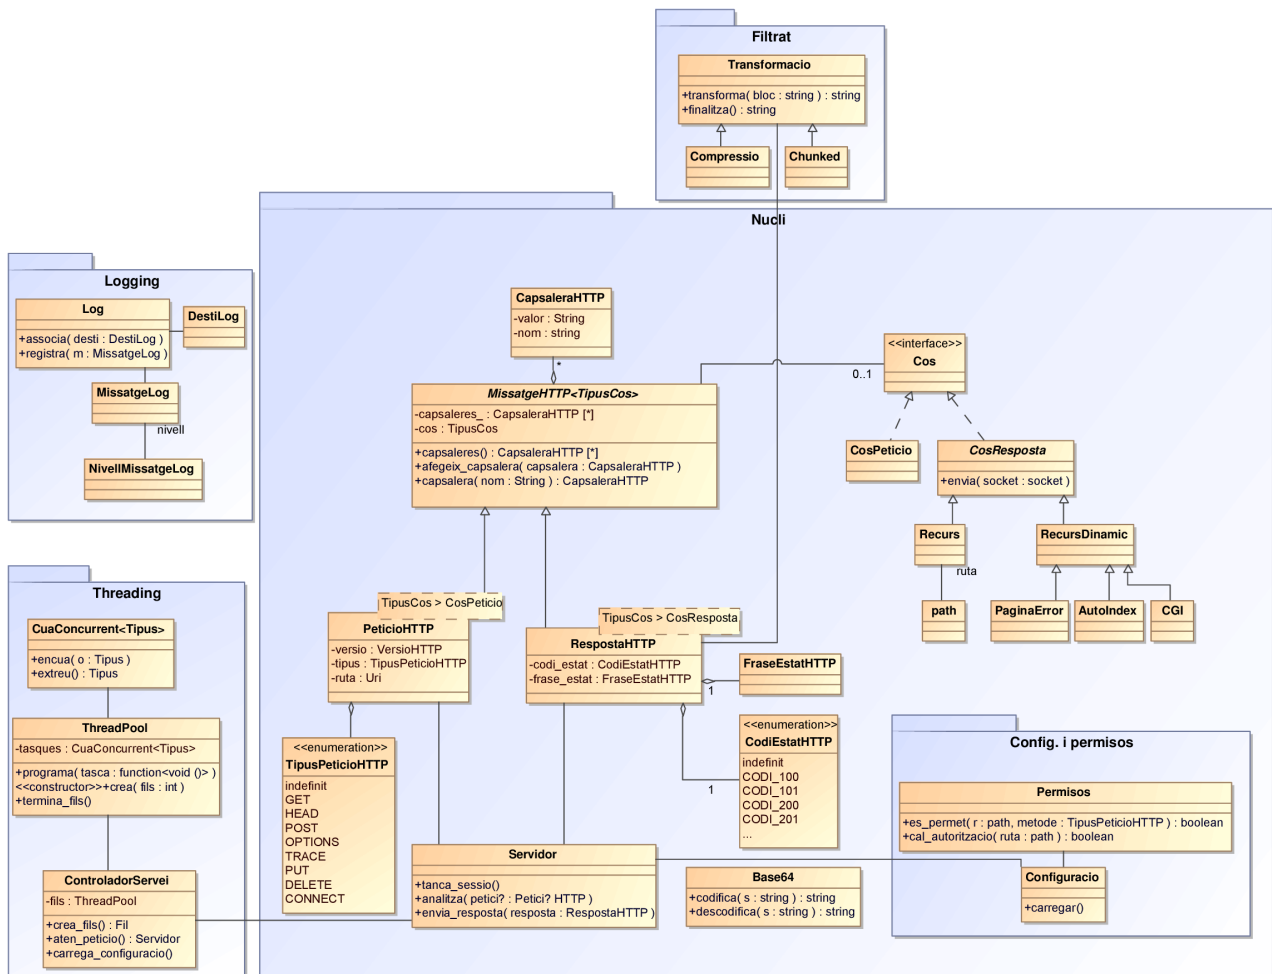 Filtrat
Transformacio
+transforma( bloc : string ) : string
+finalitza() : string
Compressio
Chunked
Nucli
Logging
Log
+associa( desti : DestiLog )
+registra( m : MissatgeLog )
DestiLog
MissatgeLog
nivell
NivellMissatgeLog
CapsaleraHTTP
-valor : String
-nom : string
*
MissatgeHTTP<TipusCos>
-capsaleres_ : CapsaleraHTTP [*]
-cos : TipusCos
+capsaleres() : CapsaleraHTTP [*]
+afegeix_capsalera( capsalera : CapsaleraHTTP )
+capsalera( nom : String ) : CapsaleraHTTP
0..1
<<interface>>
Cos
CosPeticio
CosResposta
+envia( socket : socket )
Recurs
ruta
path
RecursDinamic
PaginaError
AutoIndex
CGI
Threading
CuaConcurrent<Tipus>
+encua( o : Tipus )
+extreu() : Tipus
ThreadPool
-tasques : CuaConcurrent<Tipus>
+programa( tasca : function<void ()> )
<<constructor>>+crea( fils : int )
+termina_fils()
ControladorServei
-fils : ThreadPool
+crea_fils() : Fil
+aten_peticio() : Servidor
+carrega_configuracio()
TipusCos > CosPeticio
PeticioHTTP
-versio : VersioHTTP
-tipus : TipusPeticioHTTP
-ruta : Uri
TipusCos > CosResposta
RespostaHTTP
-codi_estat : CodiEstatHTTP
-frase_estat : FraseEstatHTTP
1
FraseEstatHTTP
<<enumeration>>
TipusPeticioHTTP
indefinit
GET
HEAD
POST
OPTIONS
TRACE
PUT
DELETE
CONNECT
1
<<enumeration>>
CodiEstatHTTP
indefinit
CODI_100
CODI_101
CODI_200
CODI_201
...
Servidor
+tanca_sessio()
+analitza( petici? : Petici? HTTP )
+envia_resposta( resposta : RespostaHTTP )
Base64
+codifica( s : string ) : string
+descodifica( s : string ) : string
Config. i permisos
Permisos
+es_permet( r : path, metode : TipusPeticioHTTP ) : boolean
+cal_autoritzacio( ruta : path ) : boolean
Configuracio
+carregar()